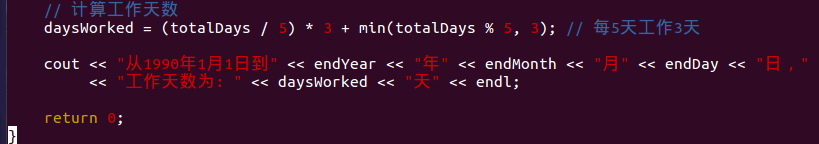 // 计算工作天数
daysWorked = (totalDays / 5) * 3 + min(totalDays % 5, 3); // 每5天工作3天
cout << "从1990年1月1日到" << endYear << "年" << endMonth << "月" << endDay << "日，"
<< "工作天数为: " << daysWorked << "天" << endl;
return 0;
}